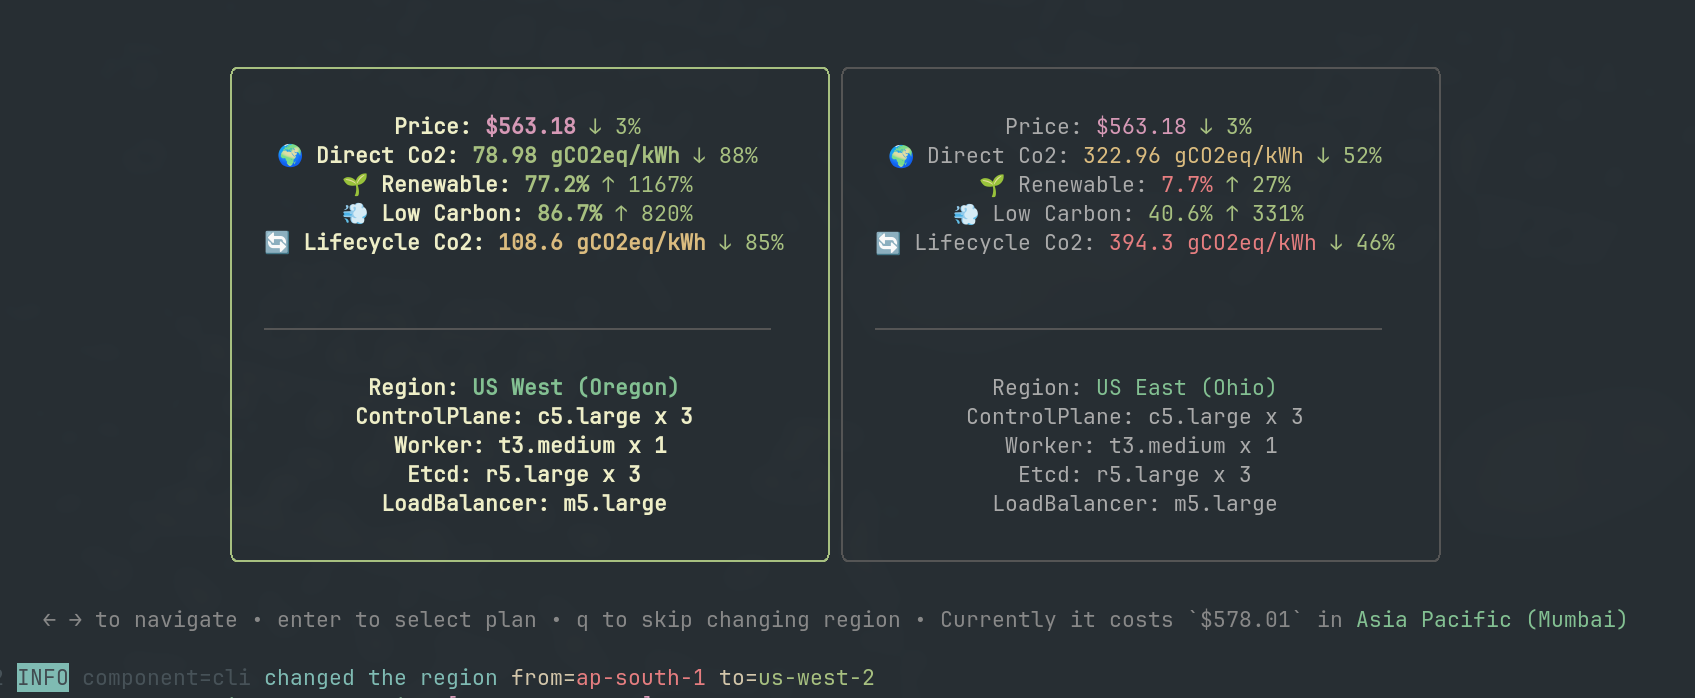 Price: $563.18 ↓ 3%
Direct Co2: 78.98 gCO2eq/kWh ↓ 88%
Renewable: 77.2% ↑ 1167%
Low Carbon: 86.7% ↑ 820%
Lifecycle Co2: 108.6 gCO2eq/kWh ↓ 85%
Region: US West (Oregon)
ControlPlane: c5.large x 3
Worker: t3.medium x 1
Etcd: r5.large x 3
LoadBalancer: m5.large
Price: $563.18 ↓ 3%
Direct Co2: 322.96 gCO2eq/kWh ↓ 52%
Renewable: 7.7% ↑ 27%
Low Carbon: 40.6% ↑ 331%
Lifecycle Co2: 394.3 gCO2eq/kWh ↓ 46%
Region: US East (Ohio)
ControlPlane: c5.large x 3
Worker: t3.medium x 1
Etcd: r5.large x 3
LoadBalancer: m5.large
← → to navigate • enter to select plan • q to skip changing region • Currently it costs `$578.01` in Asia Pacific (Mumbai)
INFO component=cli changed the region from=ap-south-1 to=us-west-2